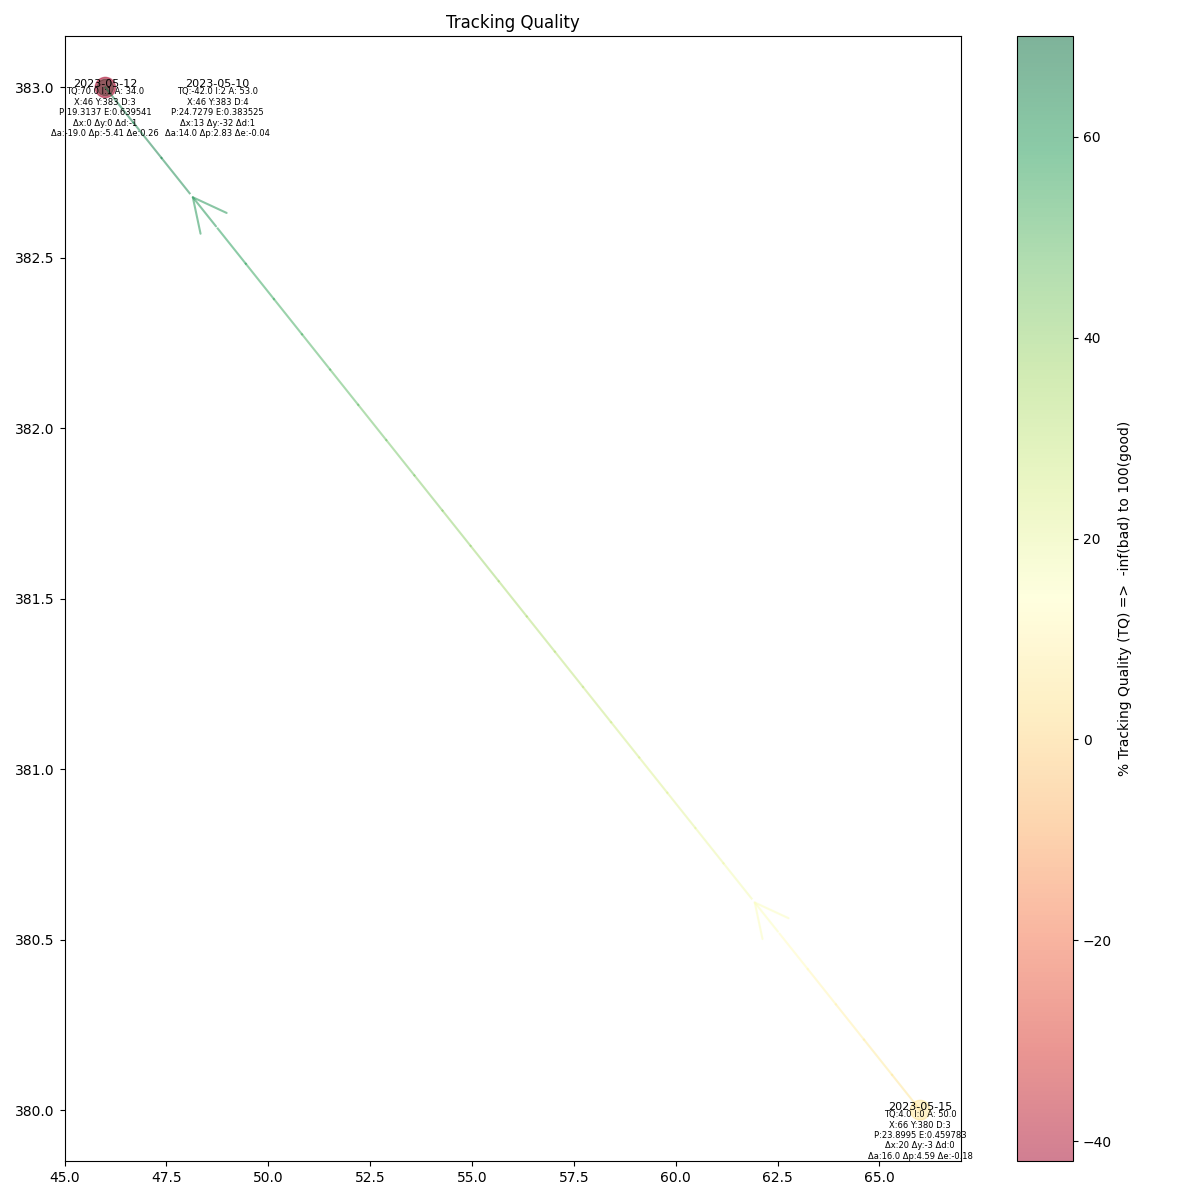 Tracking Quality
383.0
382.5
382.0
381.5
381.0
380.5
380.0
45.0
47.5
50.0
52.5
55.0
57.5
60.0
62.5
65.0
2023-05-12
TQ:70.0 I:1 A: 34.0
X:46 Y:383 D:3
P:19.3137 E:0.639541
Δx:0 Δy:0 Δd:-1
Δa:-19.0 Δp:-5.41 Δe:0.26
2023-05-10
TQ:-42.0 I:2 A: 53.0
X:46 Y:383 D:4
P:24.7279 E:0.383525
Δx:13 Δy:-32 Δd:1
Δa:14.0 Δp:2.83 Δe:-0.04
2023-05-15
TQ:4.0 I:0 A: 50.0
X:66 Y:380 D:3
P:23.8995 E:0.459783
Δx:20 Δy:-3 Δd:0
Δa:16.0 Δp:4.59 Δe:-0.18
60
40
20
0
−20
−40
% Tracking Quality (TQ) => -inf(bad) to 100(good)